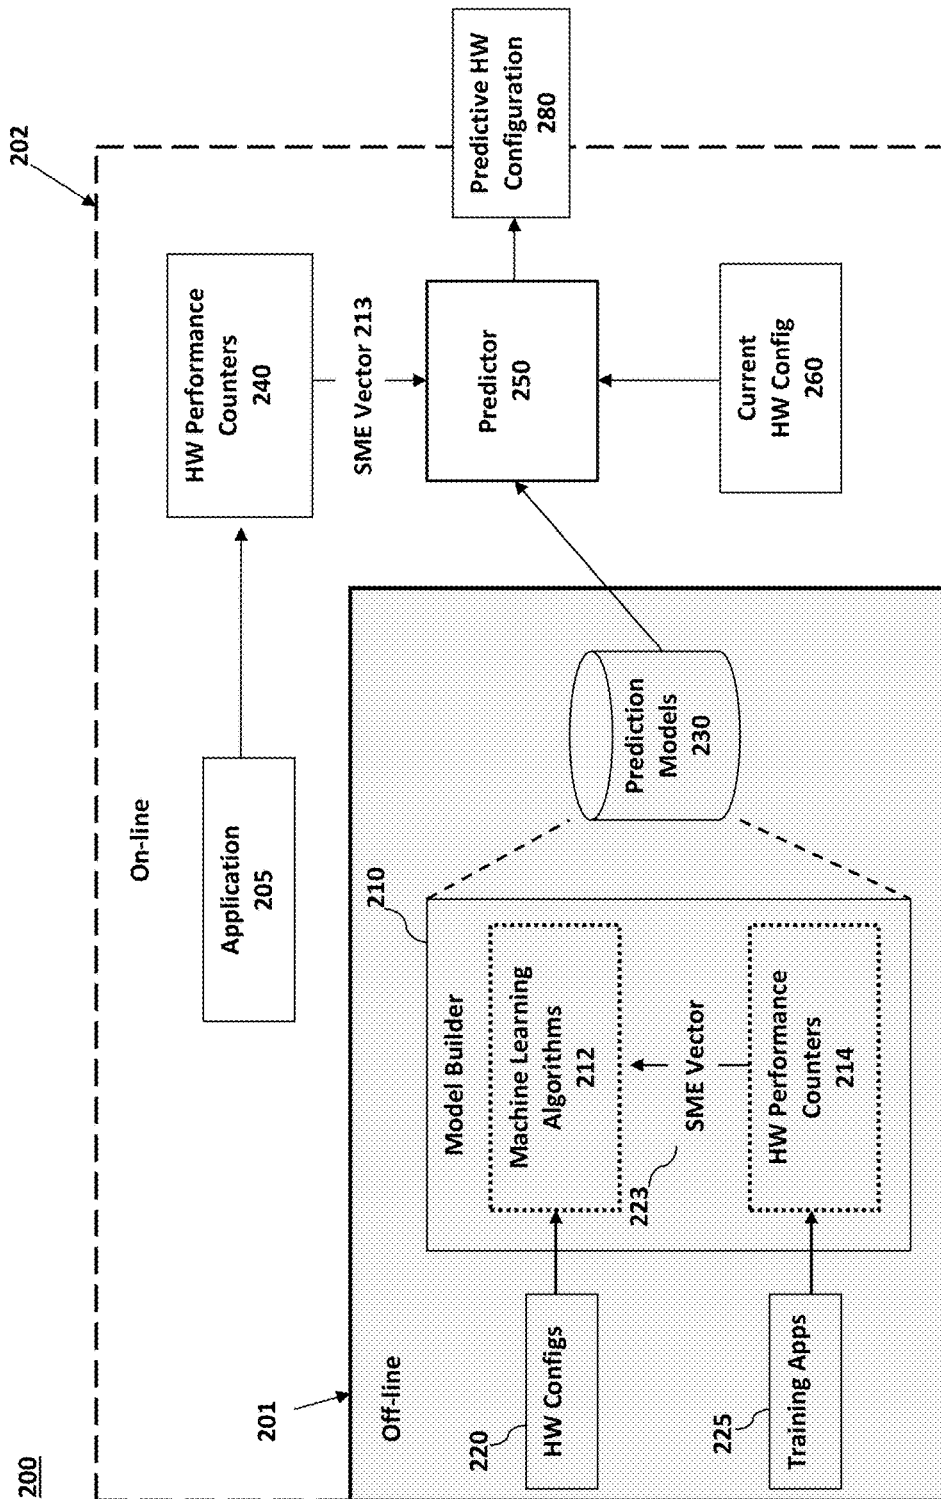 200
202
On-line
Application
205
HW Performance
Counters
240
SME Vector 213
Predictor
250
Predictive HW
Configuration
280
Current
HW Config
260
201
Off-line
210
Model Builder
Machine Learning
Algorithms
212
223
SME Vector
HW Performance
Counters
214
Prediction
Models
230
220
HW Configs
225
Training Apps